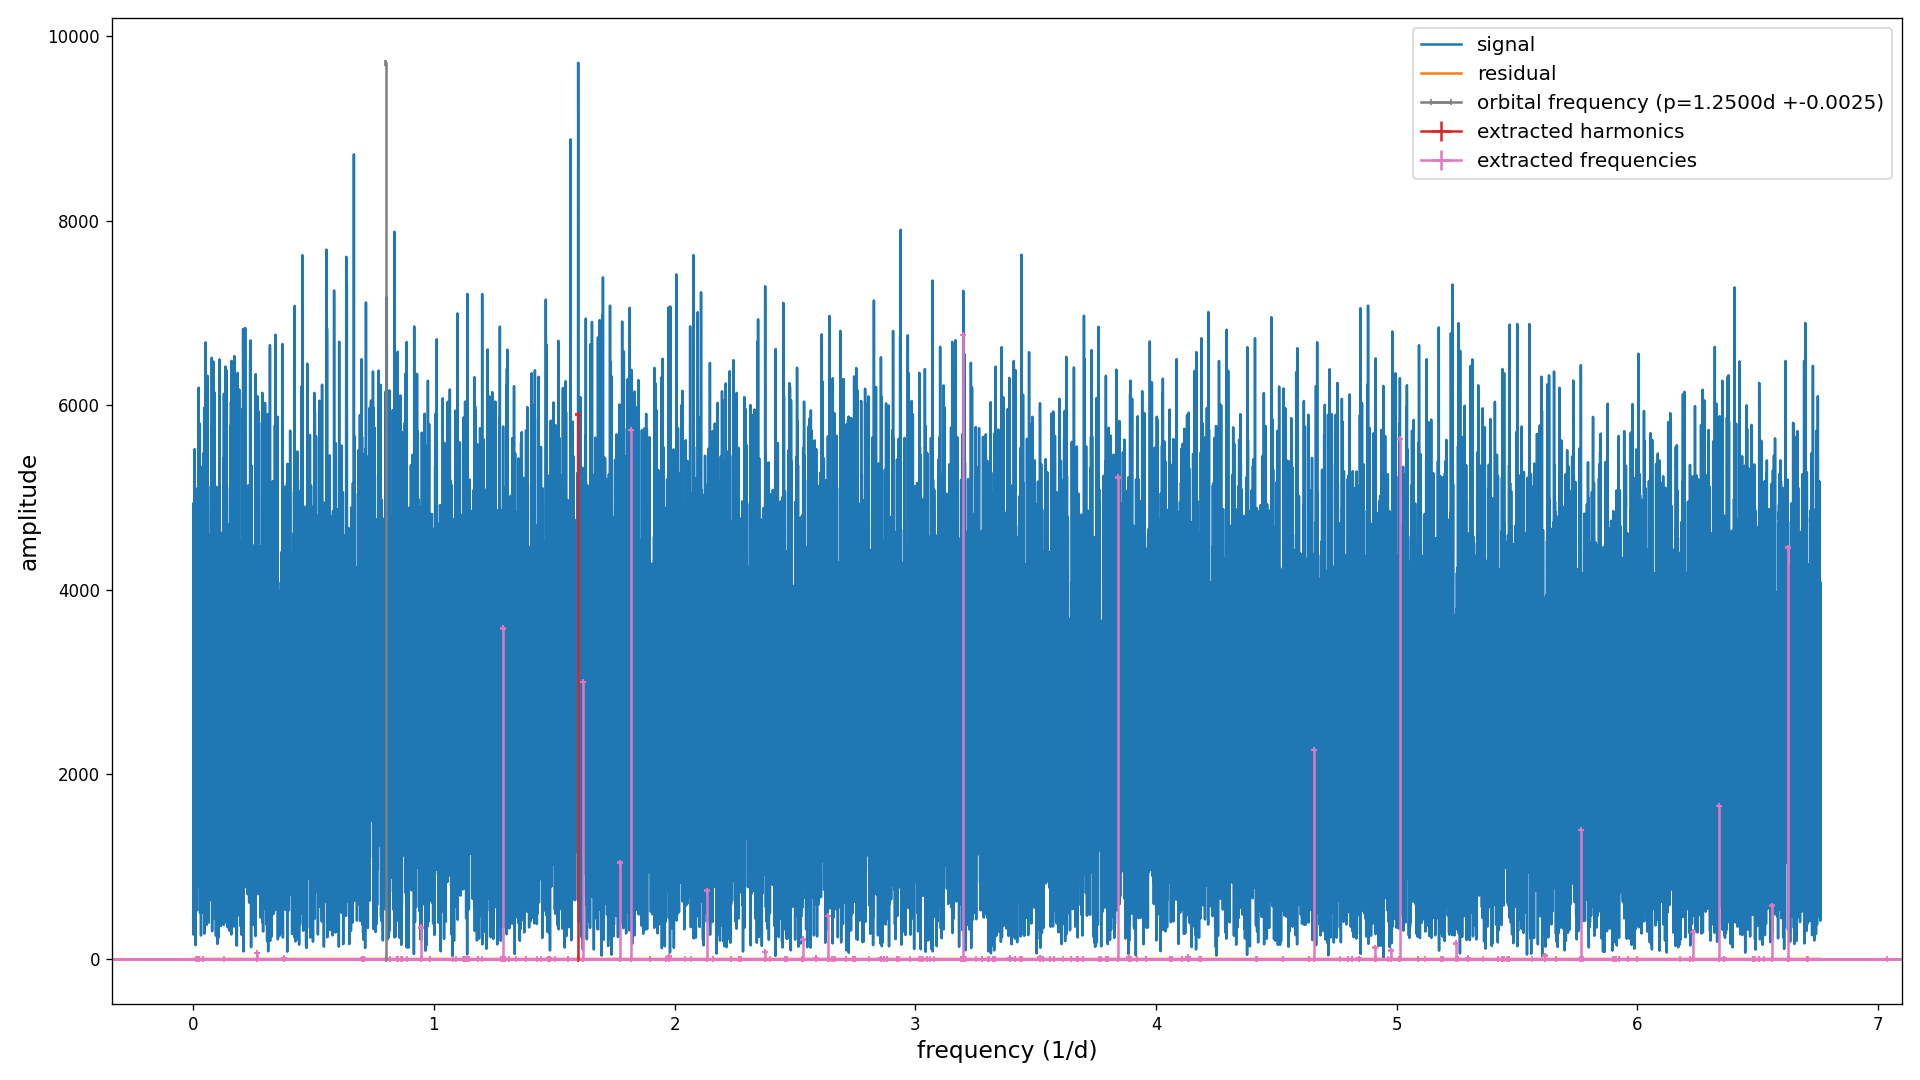 10000
8000
6000
4000
2000
0
amplitude
0 1 2 3 4 5 6 7
frequency (1/d)
signal
residual
orbital frequency (p=1.2500d +-0.0025)
extracted harmonics
extracted frequencies